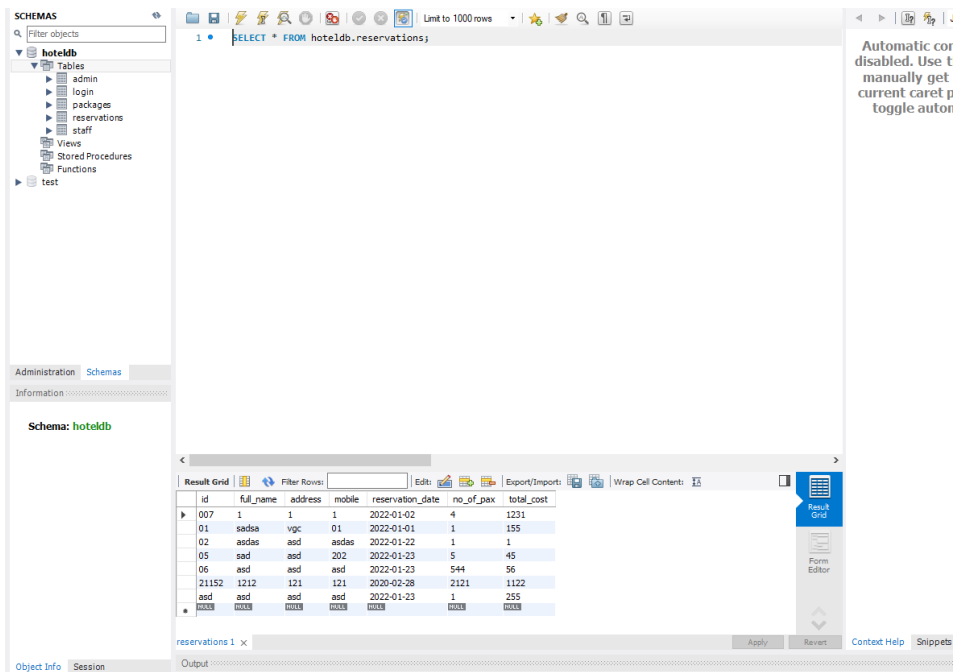 SCHEMAS
Filter objects
hoteldb
Tables
admin
login
packages
reservations
staff
Views
Stored Procedures
Functions
test
Administration Schemas
Information
Schema: hoteldb
Object Info Session
Limit to 1000 rows
1 SELECT * FROM hoteldb.reservations;
Result Grid Filter Rows: Edit: Export/Import: Wrap Cell Content:
id full_name address mobile reservation_date no_of_pax total_cost
007 1 1 1 2022-01-02 4 1231
01 sadsa vgc 01 2022-01-01 1 155
02 asdas asd asdas 2022-01-22 1 1
05 sad asd 202 2022-01-23 5 45
06 asd asd asd 2022-01-23 544 56
21152 1212 121 121 2020-02-28 2121 1122
asd asd asd asd 2022-01-23 1 255
NULL NULL NULL NULL NULL NULL NULL
Result
Grid
Form
Editor
reservations 1 Apply Revert
Output
Automatic con
disabled. Use t
manually get
current caret p
toggle auton
Context Help Snippets